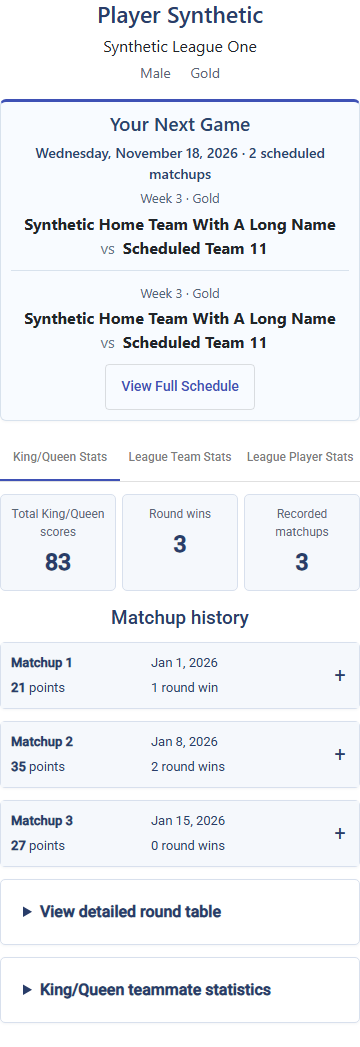 Player Synthetic
Synthetic League One
Male Gold
Your Next Game
Wednesday, November 18, 2026 · 2 scheduled
matchups
Week 3 · Gold
Synthetic Home Team With A Long Name
vs Scheduled Team 11
Week 3 · Gold
Synthetic Home Team With A Long Name
vs Scheduled Team 11
View Full Schedule
King/Queen Stats League Team Stats League Player Stats
Total King/Queen
scores
83
Round wins
3
Recorded
matchups
3
Matchup history
Matchup 1 Jan 1, 2026
21 points 1 round win
+
Matchup 2 Jan 8, 2026
35 points 2 round wins
+
Matchup 3 Jan 15, 2026
27 points 0 round wins
+
View detailed round table
King/Queen teammate statistics